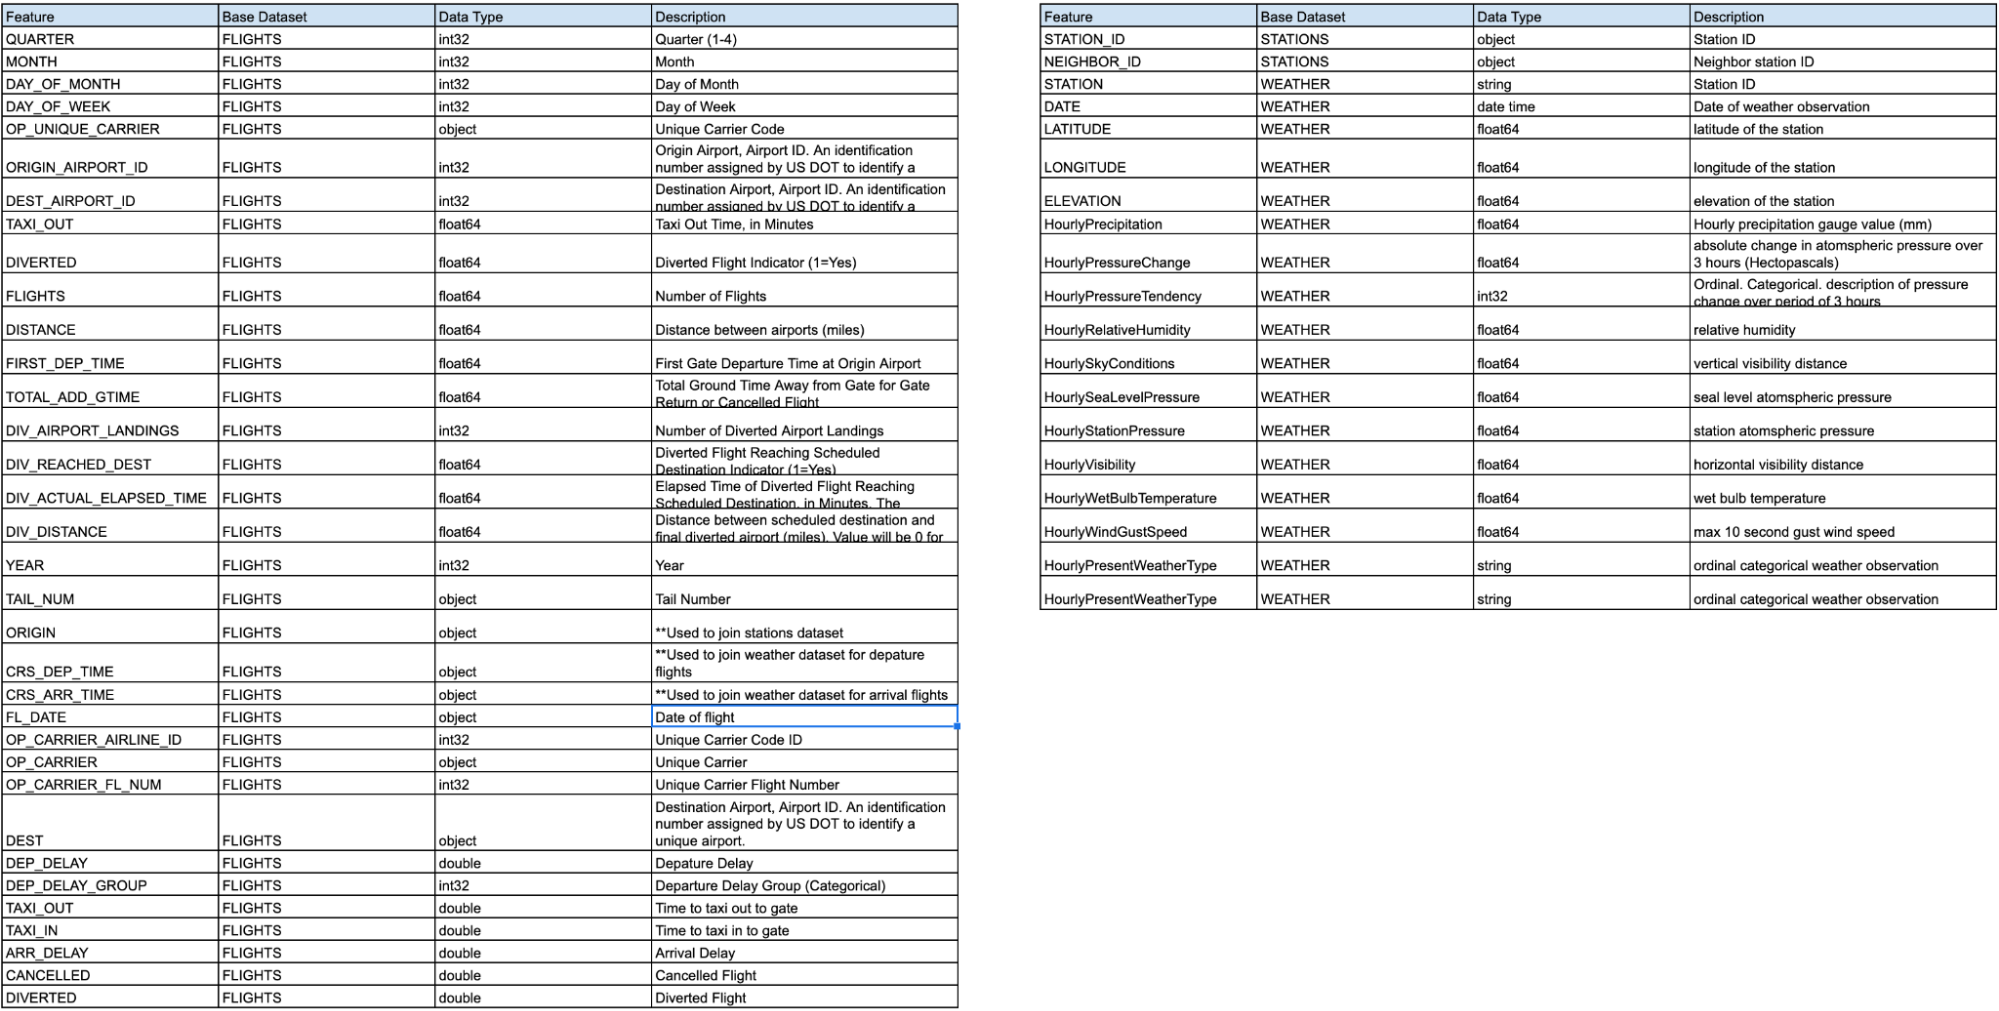 Feature Base Dataset Data Type Description
QUARTER FLIGHTS int32 Quarter (1-4)
MONTH FLIGHTS int32 Month
DAY_OF_MONTH FLIGHTS int32 Day of Month
DAY_OF_WEEK FLIGHTS int32 Day of Week
OP_UNIQUE_CARRIER FLIGHTS object Unique Carrier Code
Origin Airport, Airport ID. An identification
ORIGIN_AIRPORT_ID FLIGHTS int32 number assigned by US DOT to identify a
Destination Airport, Airport ID. An identification
DEST_AIRPORT_ID FLIGHTS int32 number assigned by US DOT to identify a
TAXI_OUT FLIGHTS float64 Taxi Out Time, in Minutes
DIVERTED FLIGHTS float64 Diverted Flight Indicator (1=Yes)
FLIGHTS FLIGHTS float64 Number of Flights
DISTANCE FLIGHTS float64 Distance between airports (miles)
FIRST_DEP_TIME FLIGHTS float64 First Gate Departure Time at Origin Airport
Total Ground Time Away from Gate for Gate
TOTAL_ADD_GTIME FLIGHTS float64 Return or Cancelled Flight
DIV_AIRPORT_LANDINGS FLIGHTS int32 Number of Diverted Airport Landings
Diverted Flight Reaching Scheduled
DIV_REACHED_DEST FLIGHTS float64 Destination Indicator (1=Yes)
Elapsed Time of Diverted Flight Reaching
DIV_ACTUAL_ELAPSED_TIME FLIGHTS float64 Scheduled Destination, in Minutes. The
Distance between scheduled destination and
DIV_DISTANCE FLIGHTS float64 final diverted airport (miles). Value will be 0 for
YEAR FLIGHTS int32 Year
TAIL_NUM FLIGHTS object Tail Number
ORIGIN FLIGHTS object **Used to join stations dataset
**Used to join weather dataset for depature
CRS_DEP_TIME FLIGHTS object flights
CRS_ARR_TIME FLIGHTS object **Used to join weather dataset for arrival flights
FL_DATE FLIGHTS object Date of flight
OP_CARRIER_AIRLINE_ID FLIGHTS int32 Unique Carrier Code ID
OP_CARRIER FLIGHTS object Unique Carrier
OP_CARRIER_FL_NUM FLIGHTS int32 Unique Carrier Flight Number
Destination Airport, Airport ID. An identification
number assigned by US DOT to identify a
DEST FLIGHTS object unique airport.
DEP_DELAY FLIGHTS double Depature Delay
DEP_DELAY_GROUP FLIGHTS int32 Departure Delay Group (Categorical)
TAXI_OUT FLIGHTS double Time to taxi out to gate
TAXI_IN FLIGHTS double Time to taxi in to gate
ARR_DELAY FLIGHTS double Arrival Delay
CANCELLED FLIGHTS double Cancelled Flight
DIVERTED FLIGHTS double Diverted Flight
Feature Base Dataset Data Type Description
STATION_ID STATIONS object Station ID
NEIGHBOR_ID STATIONS object Neighbor station ID
STATION WEATHER string Station ID
DATE WEATHER date time Date of weather observation
LATITUDE WEATHER float64 latitude of the station
LONGITUDE WEATHER float64 longitude of the station
ELEVATION WEATHER float64 elevation of the station
HourlyPrecipitation WEATHER float64 Hourly precipitation gauge value (mm)
absolute change in atomspheric pressure over
HourlyPressureChange WEATHER float64 3 hours (Hectopascals)
Ordinal. Categorical. description of pressure
HourlyPressureTendency WEATHER int32 change over period of 3 hours
HourlyRelativeHumidity WEATHER float64 relative humidity
HourlySkyConditions WEATHER float64 vertical visibility distance
HourlySeaLevelPressure WEATHER float64 seal level atomspheric pressure
HourlyStationPressure WEATHER float64 station atomspheric pressure
HourlyVisibility WEATHER float64 horizontal visibility distance
HourlyWetBulbTemperature WEATHER float64 wet bulb temperature
HourlyWindGustSpeed WEATHER float64 max 10 second gust wind speed
HourlyPresentWeatherType WEATHER string ordinal categorical weather observation
HourlyPresentWeatherType WEATHER string ordinal categorical weather observation